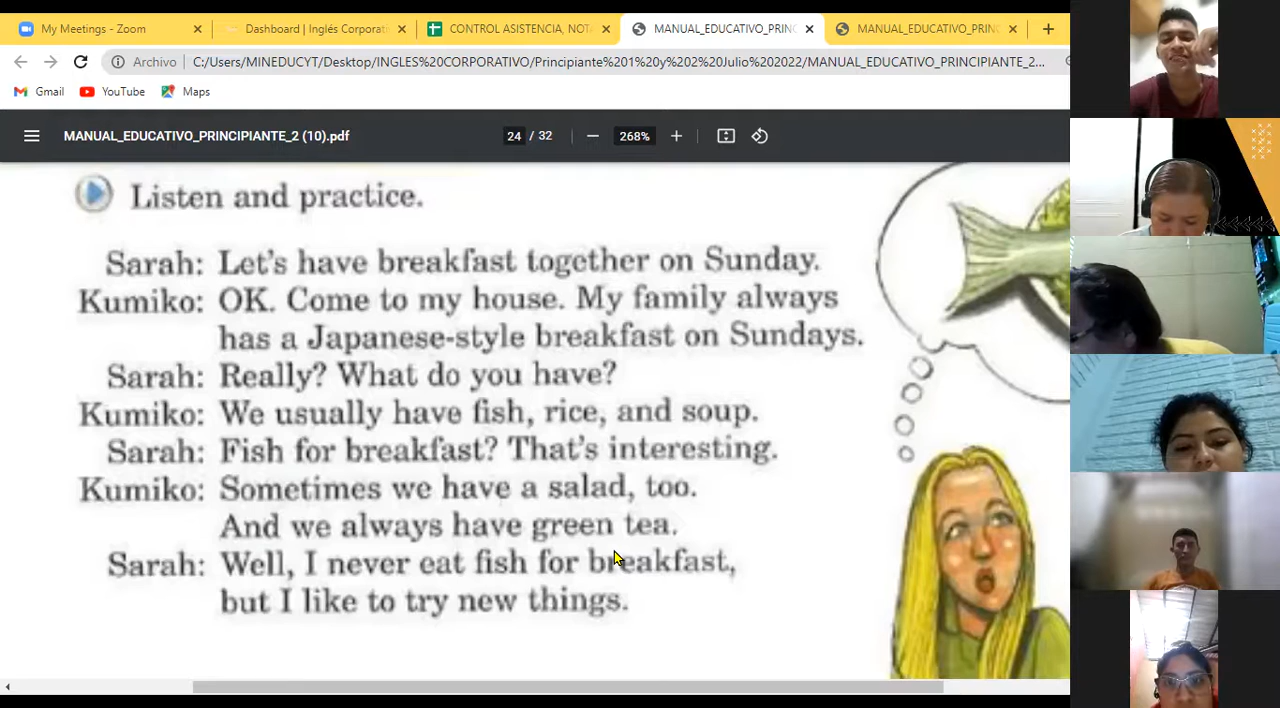 My Meetings - Zoom
Dashboard | Inglés Corporati
CONTROL ASISTENCIA, NOTA
MANUAL_EDUCATIVO_PRINC
MANUAL_EDUCATIVO_PRINC
Archivo | C:/Users/MINEDUCYT/Desktop/INGLES%20CORPORATIVO/Principiante%201%20y%202%20Julio%202022/MANUAL_EDUCATIVO_PRINCIPIANTE_2...
Gmail YouTube Maps
MANUAL_EDUCATIVO_PRINCIPIANTE_2 (10).pdf 24 / 32 268%
Listen and practice.
Sarah: Let's have breakfast together on Sunday.
Kumiko: OK. Come to my house. My family always
has a Japanese-style breakfast on Sundays.
Sarah: Really? What do you have?
Kumiko: We usually have fish, rice, and soup.
Sarah: Fish for breakfast? That's interesting.
Kumiko: Sometimes we have a salad, too.
And we always have green tea.
Sarah: Well, I never eat fish for breakfast,
but I like to try new things.